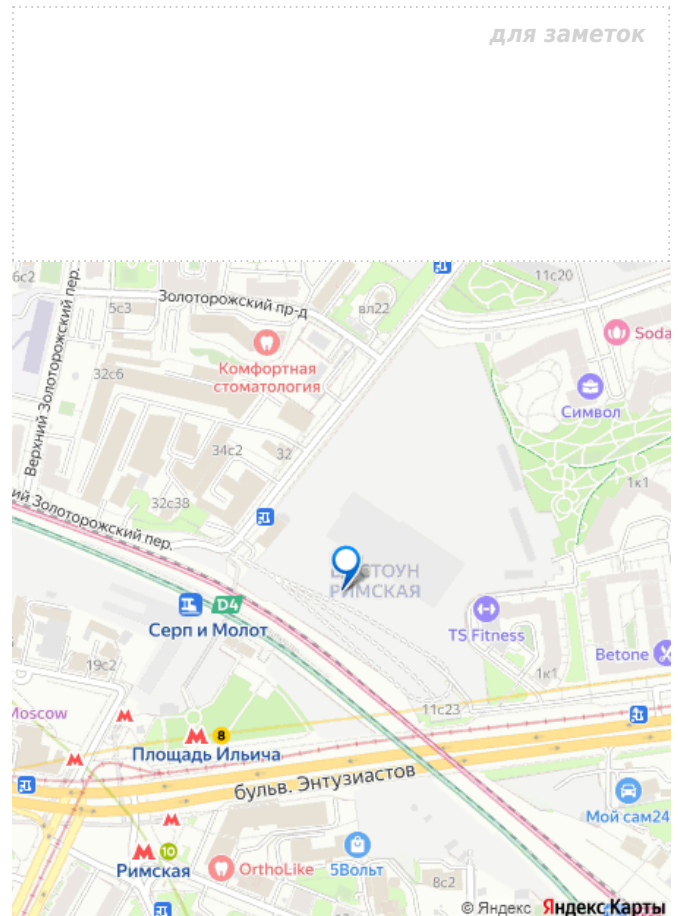 для заметок
6с2
11с20
Золоторожский пр-д
5с3
вл22
Soda
Комфортная
стоматология
Верхний Золоторожский пер.
32с6
Символ
34с2
32
1к1
32с38
ий Золоторожский пер.
РИМСКАЯ
D4
Серп и Молот
TS Fitness
Betone
19с2
1к1
Moscow
11с23
8
Площадь Ильича
бульв. Энтузиастов
Мой сам24
10
Римская
OrthoLike
5Вольт
8с2
© Яндекс Яндекс Карты